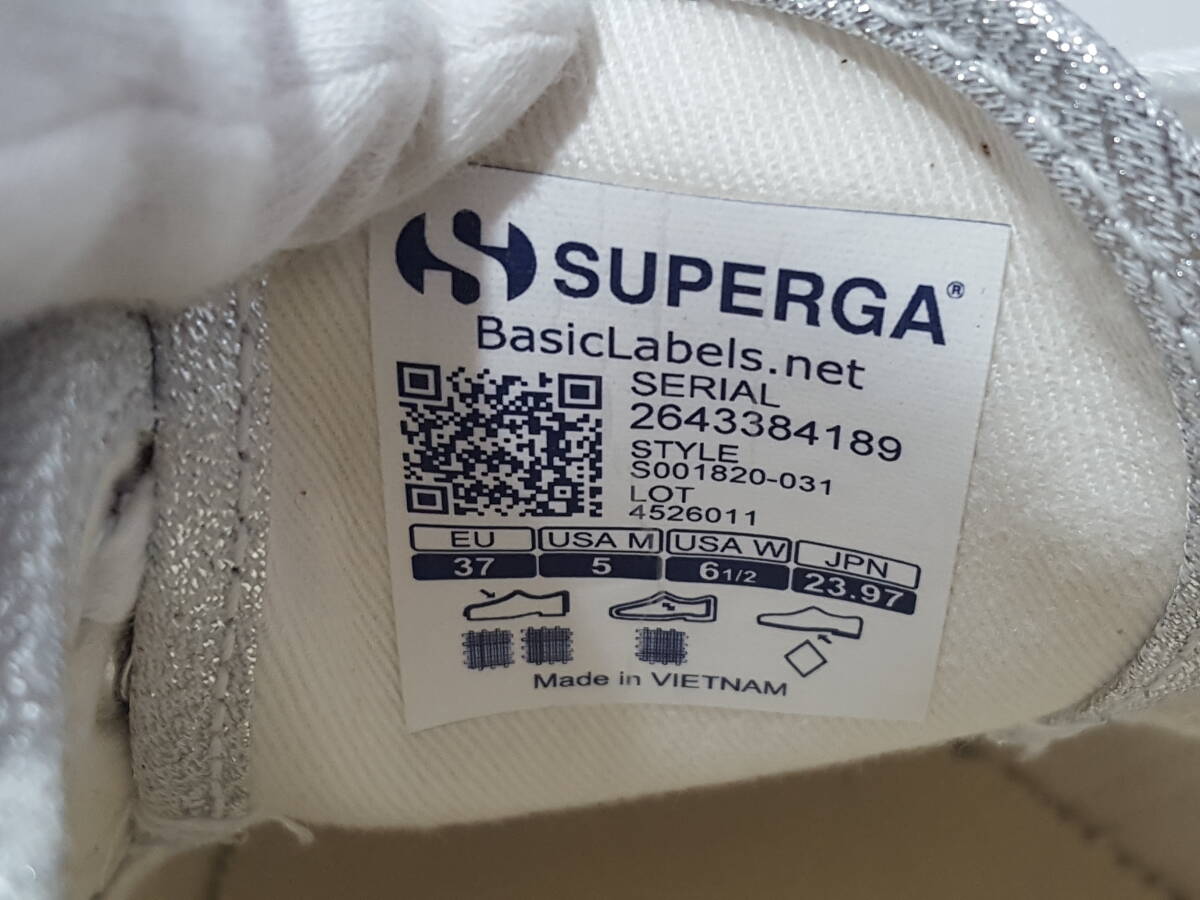 SUPERGA®
BasicLabels.net
SERIAL
2643384189
STYLE
S001820-031
LOT
4526011
EU USA M USA W JPN
37 5 6 1/2 23.97
Made in VIETNAM